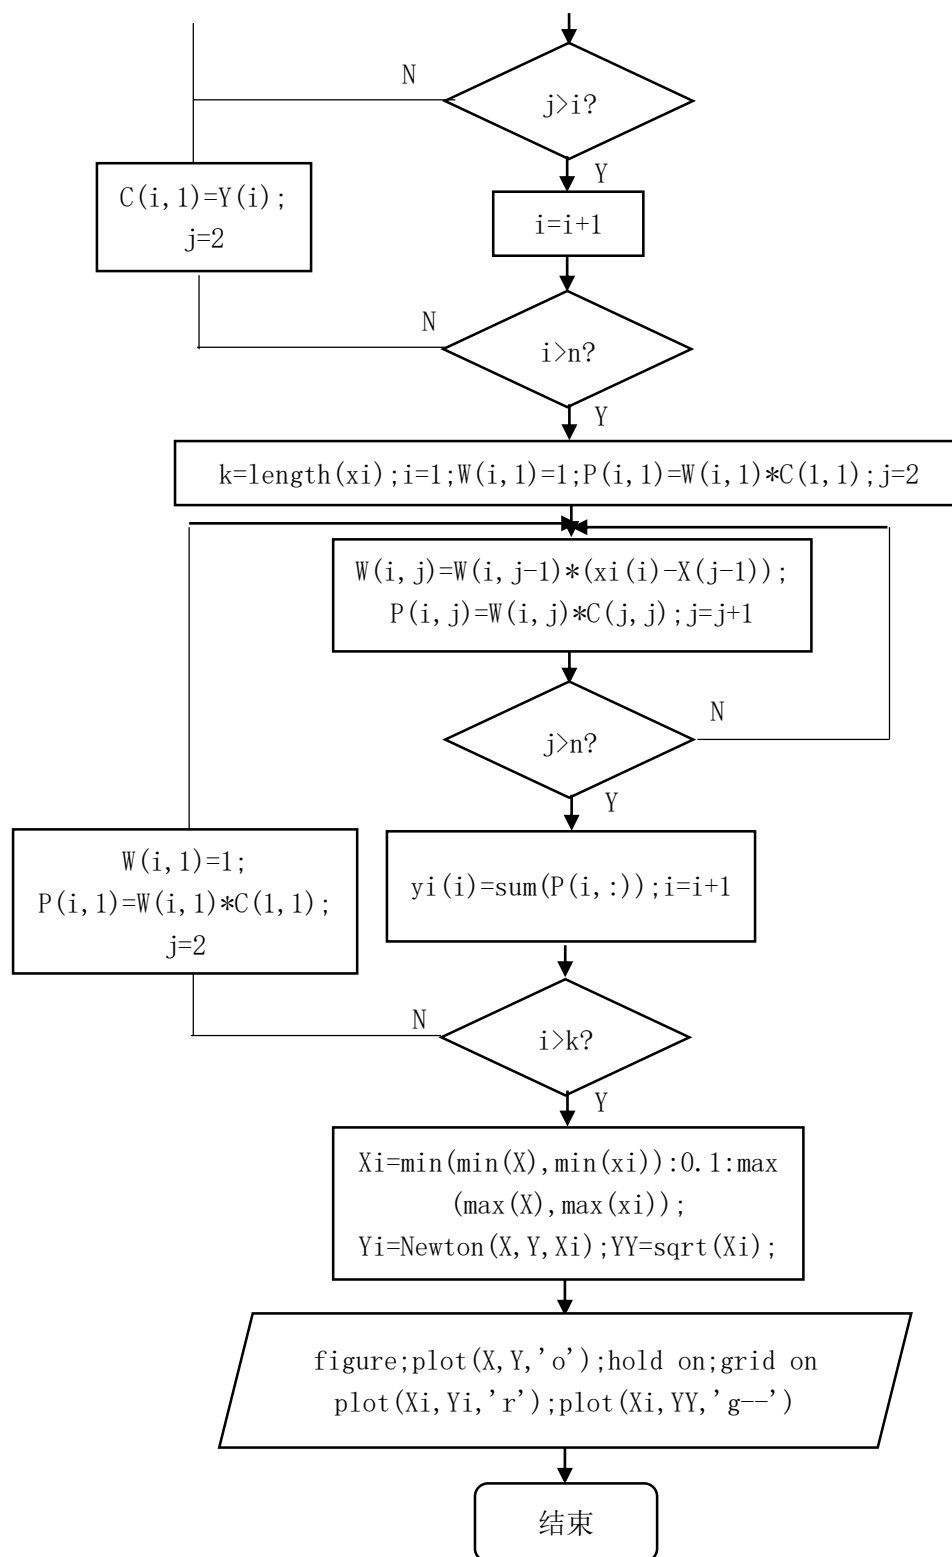 N
j>i?
Y
C(i,1)=Y(i);
j=2
i=i+1
N
i>n?
Y
k=length(xi);i=1;W(i,1)=1;P(i,1)=W(i,1)*C(1,1);j=2
W(i,j)=W(i,j-1)*(xi(i)-X(j-1));
P(i,j)=W(i,j)*C(j,j);j=j+1
N
j>n?
Y
W(i,1)=1;
P(i,1)=W(i,1)*C(1,1);
j=2
yi(i)=sum(P(i,:));i=i+1
N
i>k?
Y
Xi=min(min(X),min(xi)):0.1:max
(max(X),max(xi));
Yi=Newton(X,Y,Xi);YY=sqrt(Xi);
figure;plot(X,Y,'o');hold on;grid on
plot(Xi,Yi,'r');plot(Xi,YY,'g--')
结束